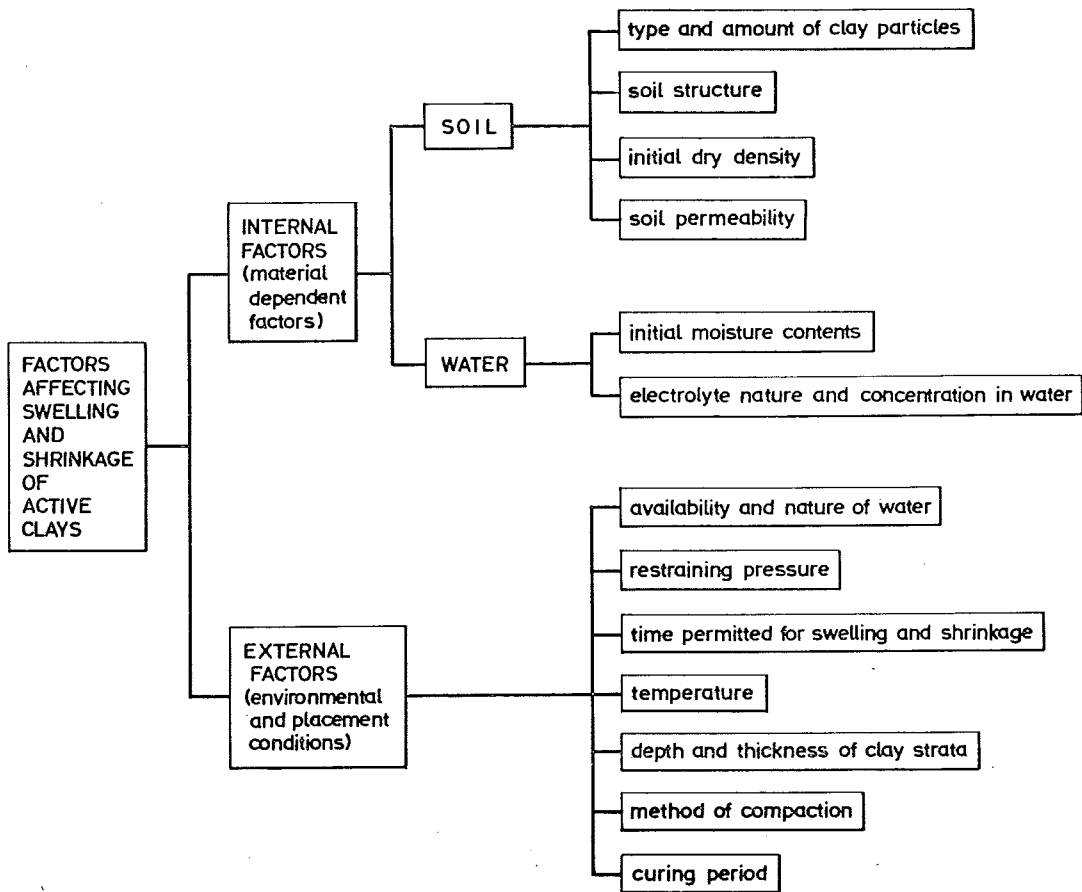 FACTORS
AFFECTING
SWELLING
AND
SHRINKAGE
OF
ACTIVE
CLAYS
INTERNAL
FACTORS
(material
dependent
factors)
SOIL
type and amount of clay particles
soil structure
initial dry density
soil permeability
WATER
initial moisture contents
electrolyte nature and concentration in water
EXTERNAL
FACTORS
(environmental
and placement
conditions)
availability and nature of water
restraining pressure
time permitted for swelling and shrinkage
temperature
depth and thickness of clay strata
method of compaction
curing period